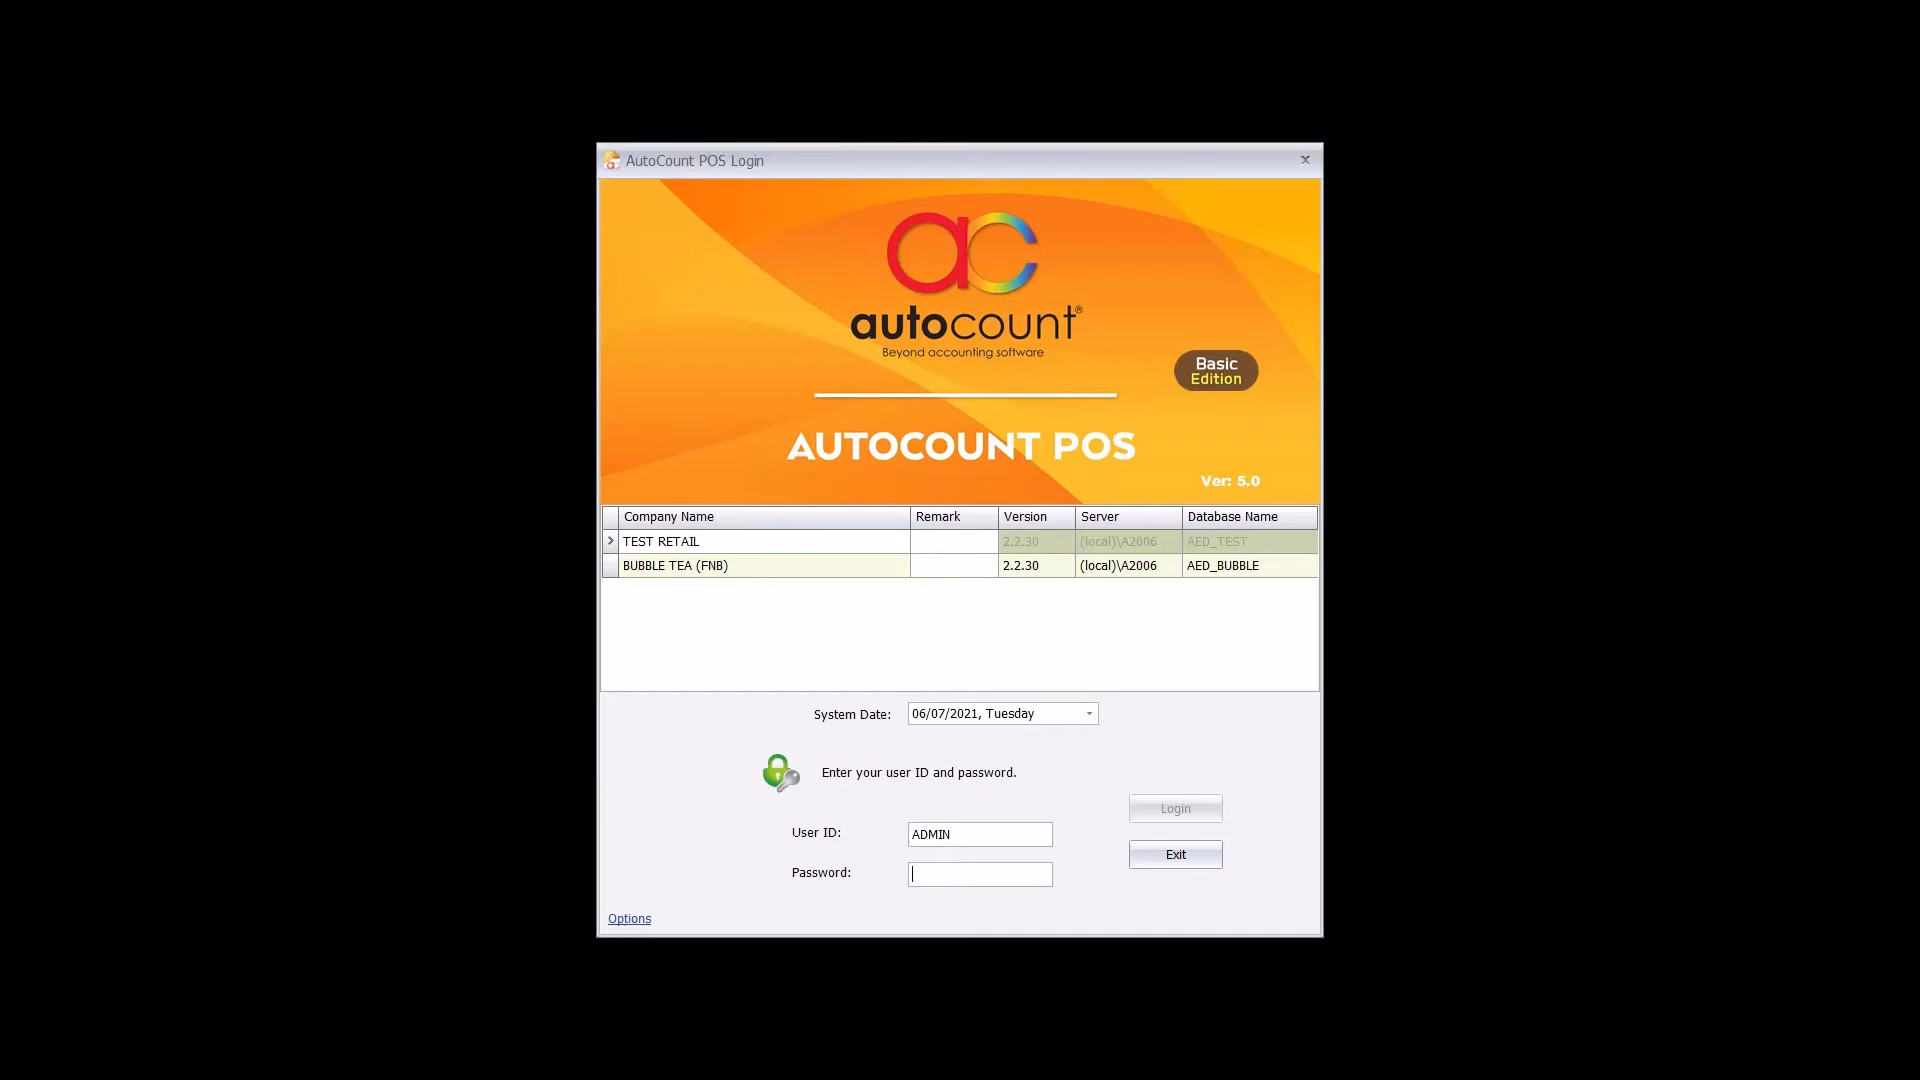 AutoCount POS Login
ac
autocount®
Beyond accounting software
Basic
Edition
AUTOCOUNT POS
Ver: 5.0
Company Name Remark Version Server Database Name
TEST RETAIL 2.2.30 (local)\A2006 AED_TEST
BUBBLE TEA (FNB) 2.2.30 (local)\A2006 AED_BUBBLE
System Date: 06/07/2021, Tuesday
Enter your user ID and password.
Login
User ID: ADMIN
Exit
Password:
Options